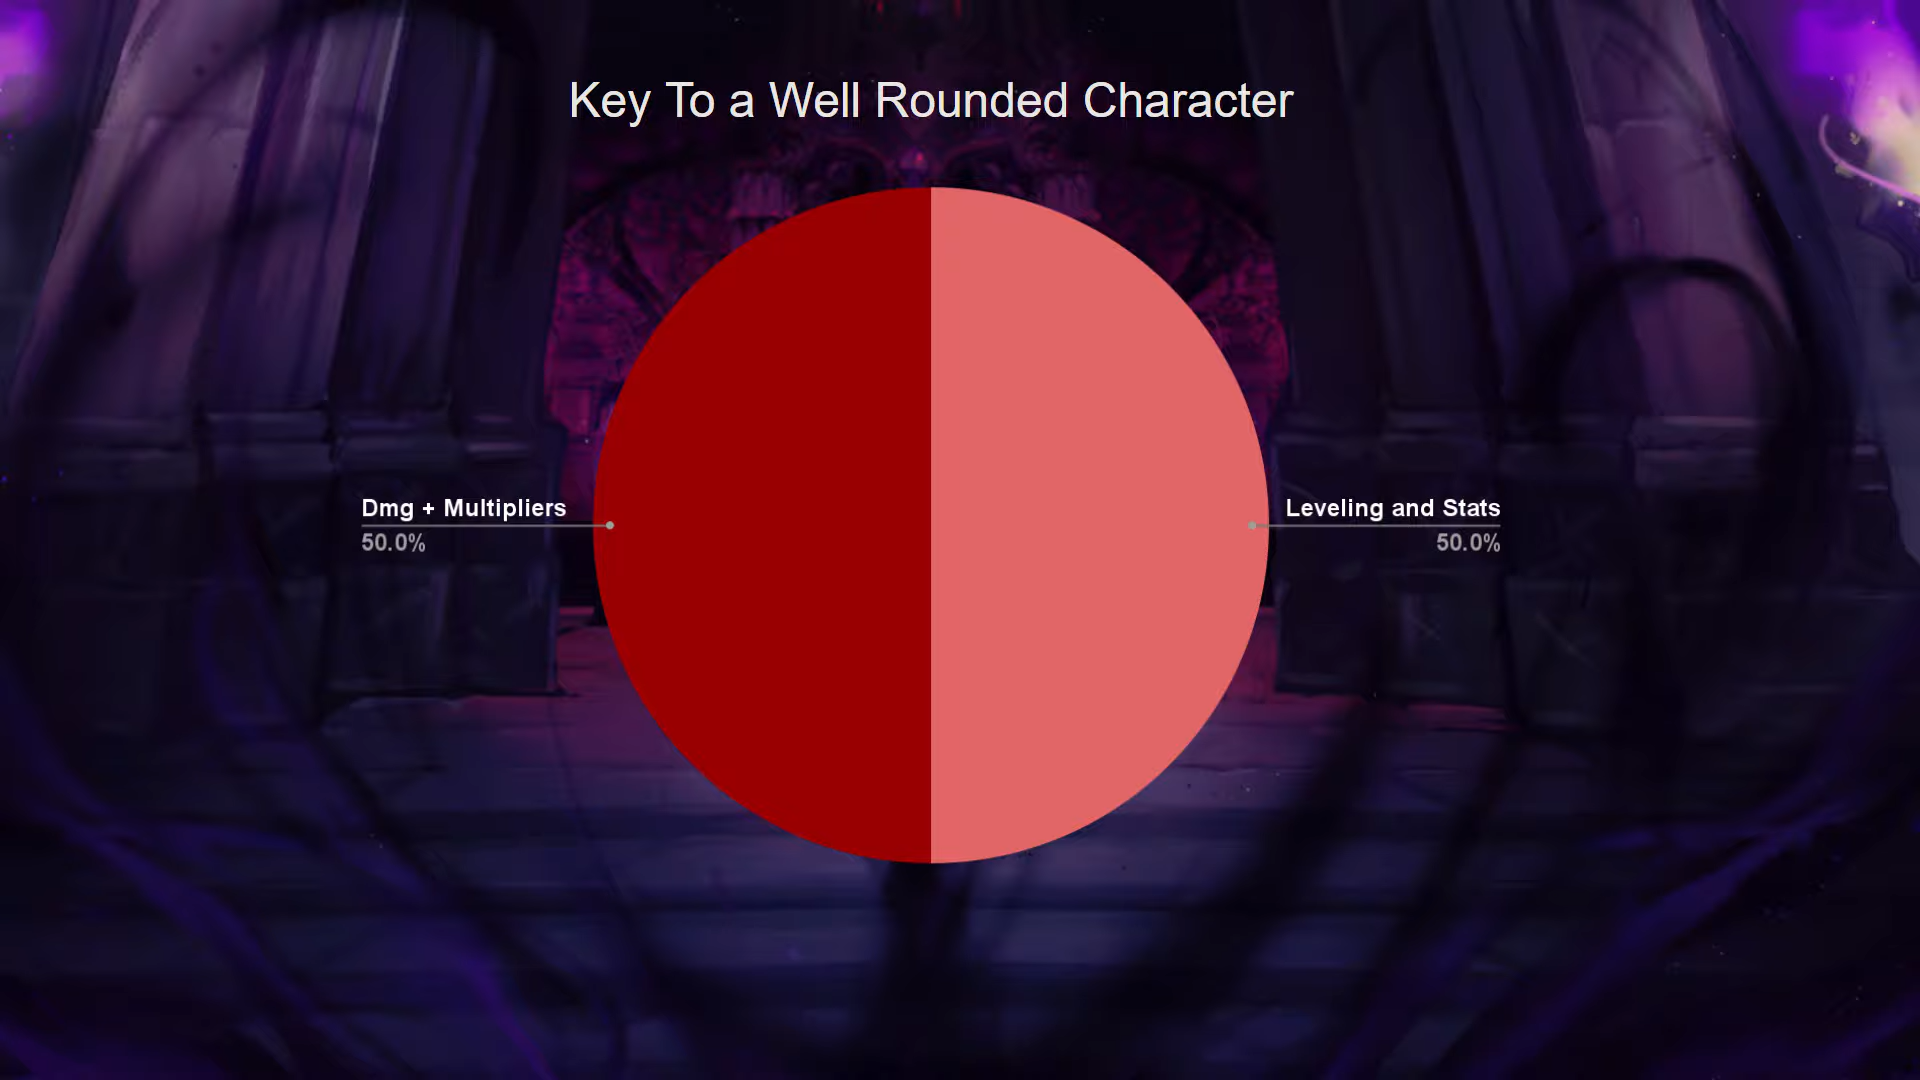 Key To a Well Rounded Character
Dmg + Multipliers
50.0%
Leveling and Stats
50.0%